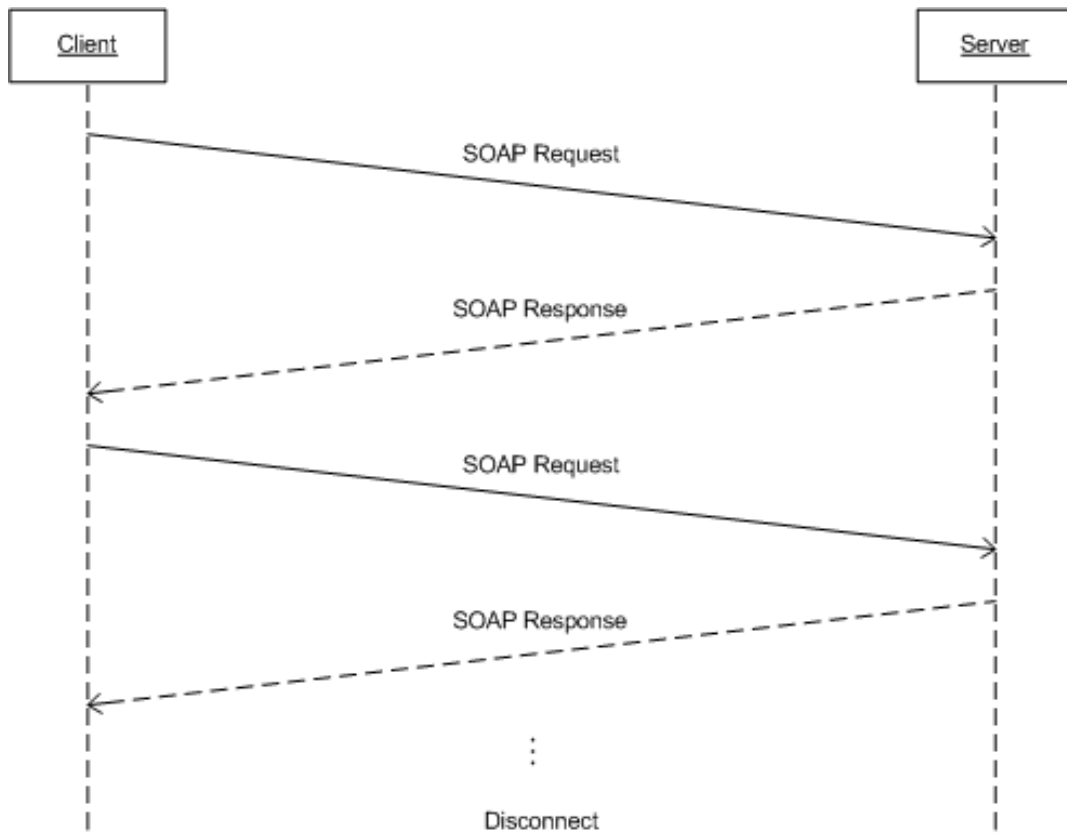 Client
Server
SOAP Request
SOAP Response
SOAP Request
SOAP Response
⋮
Disconnect